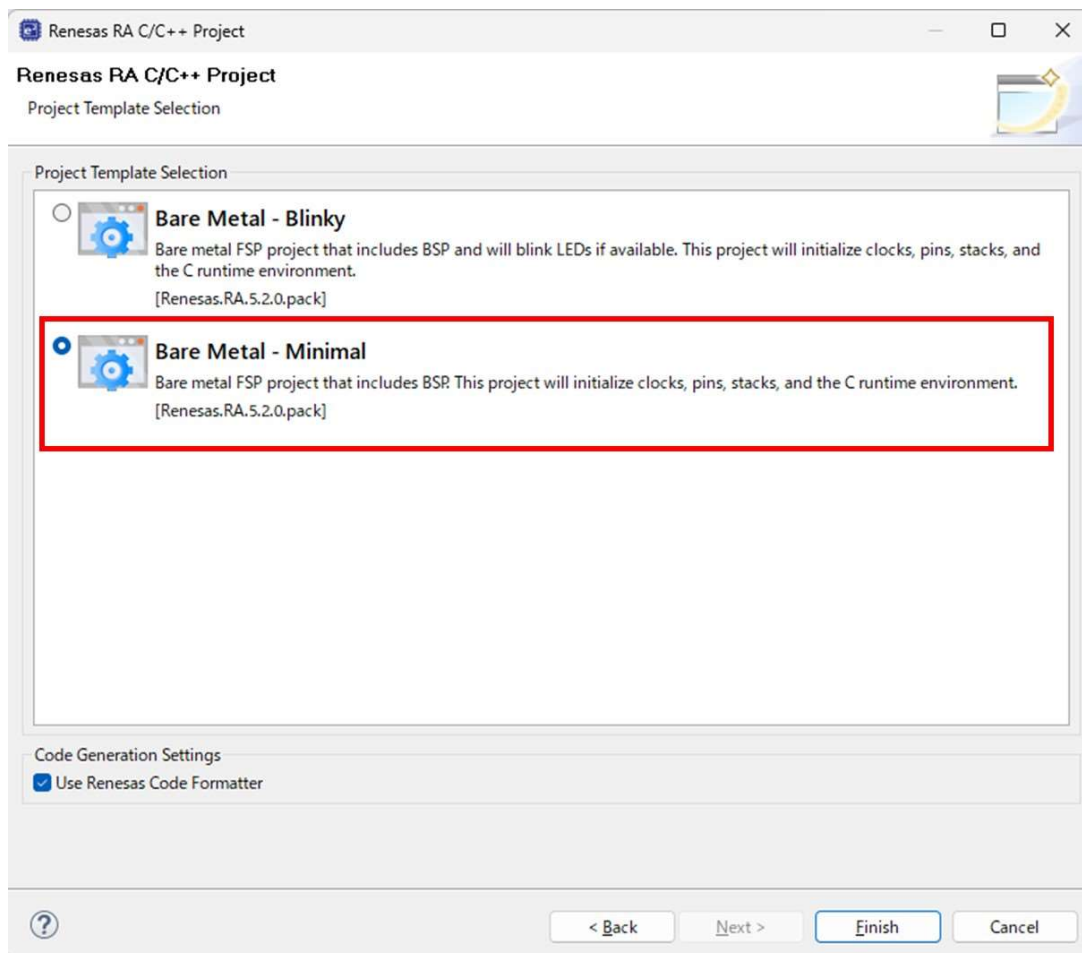 Renesas RA C/C++ Project
Renesas RA C/C++ Project
Project Template Selection
Project Template Selection
Bare Metal - Blinky
Bare metal FSP project that includes BSP and will blink LEDs if available. This project will initialize clocks, pins, stacks, and
the C runtime environment.
[Renesas.RA.5.2.0.pack]
Bare Metal - Minimal
Bare metal FSP project that includes BSP. This project will initialize clocks, pins, stacks, and the C runtime environment.
[Renesas.RA.5.2.0.pack]
Code Generation Settings
Use Renesas Code Formatter
? < Back Next > Finish Cancel